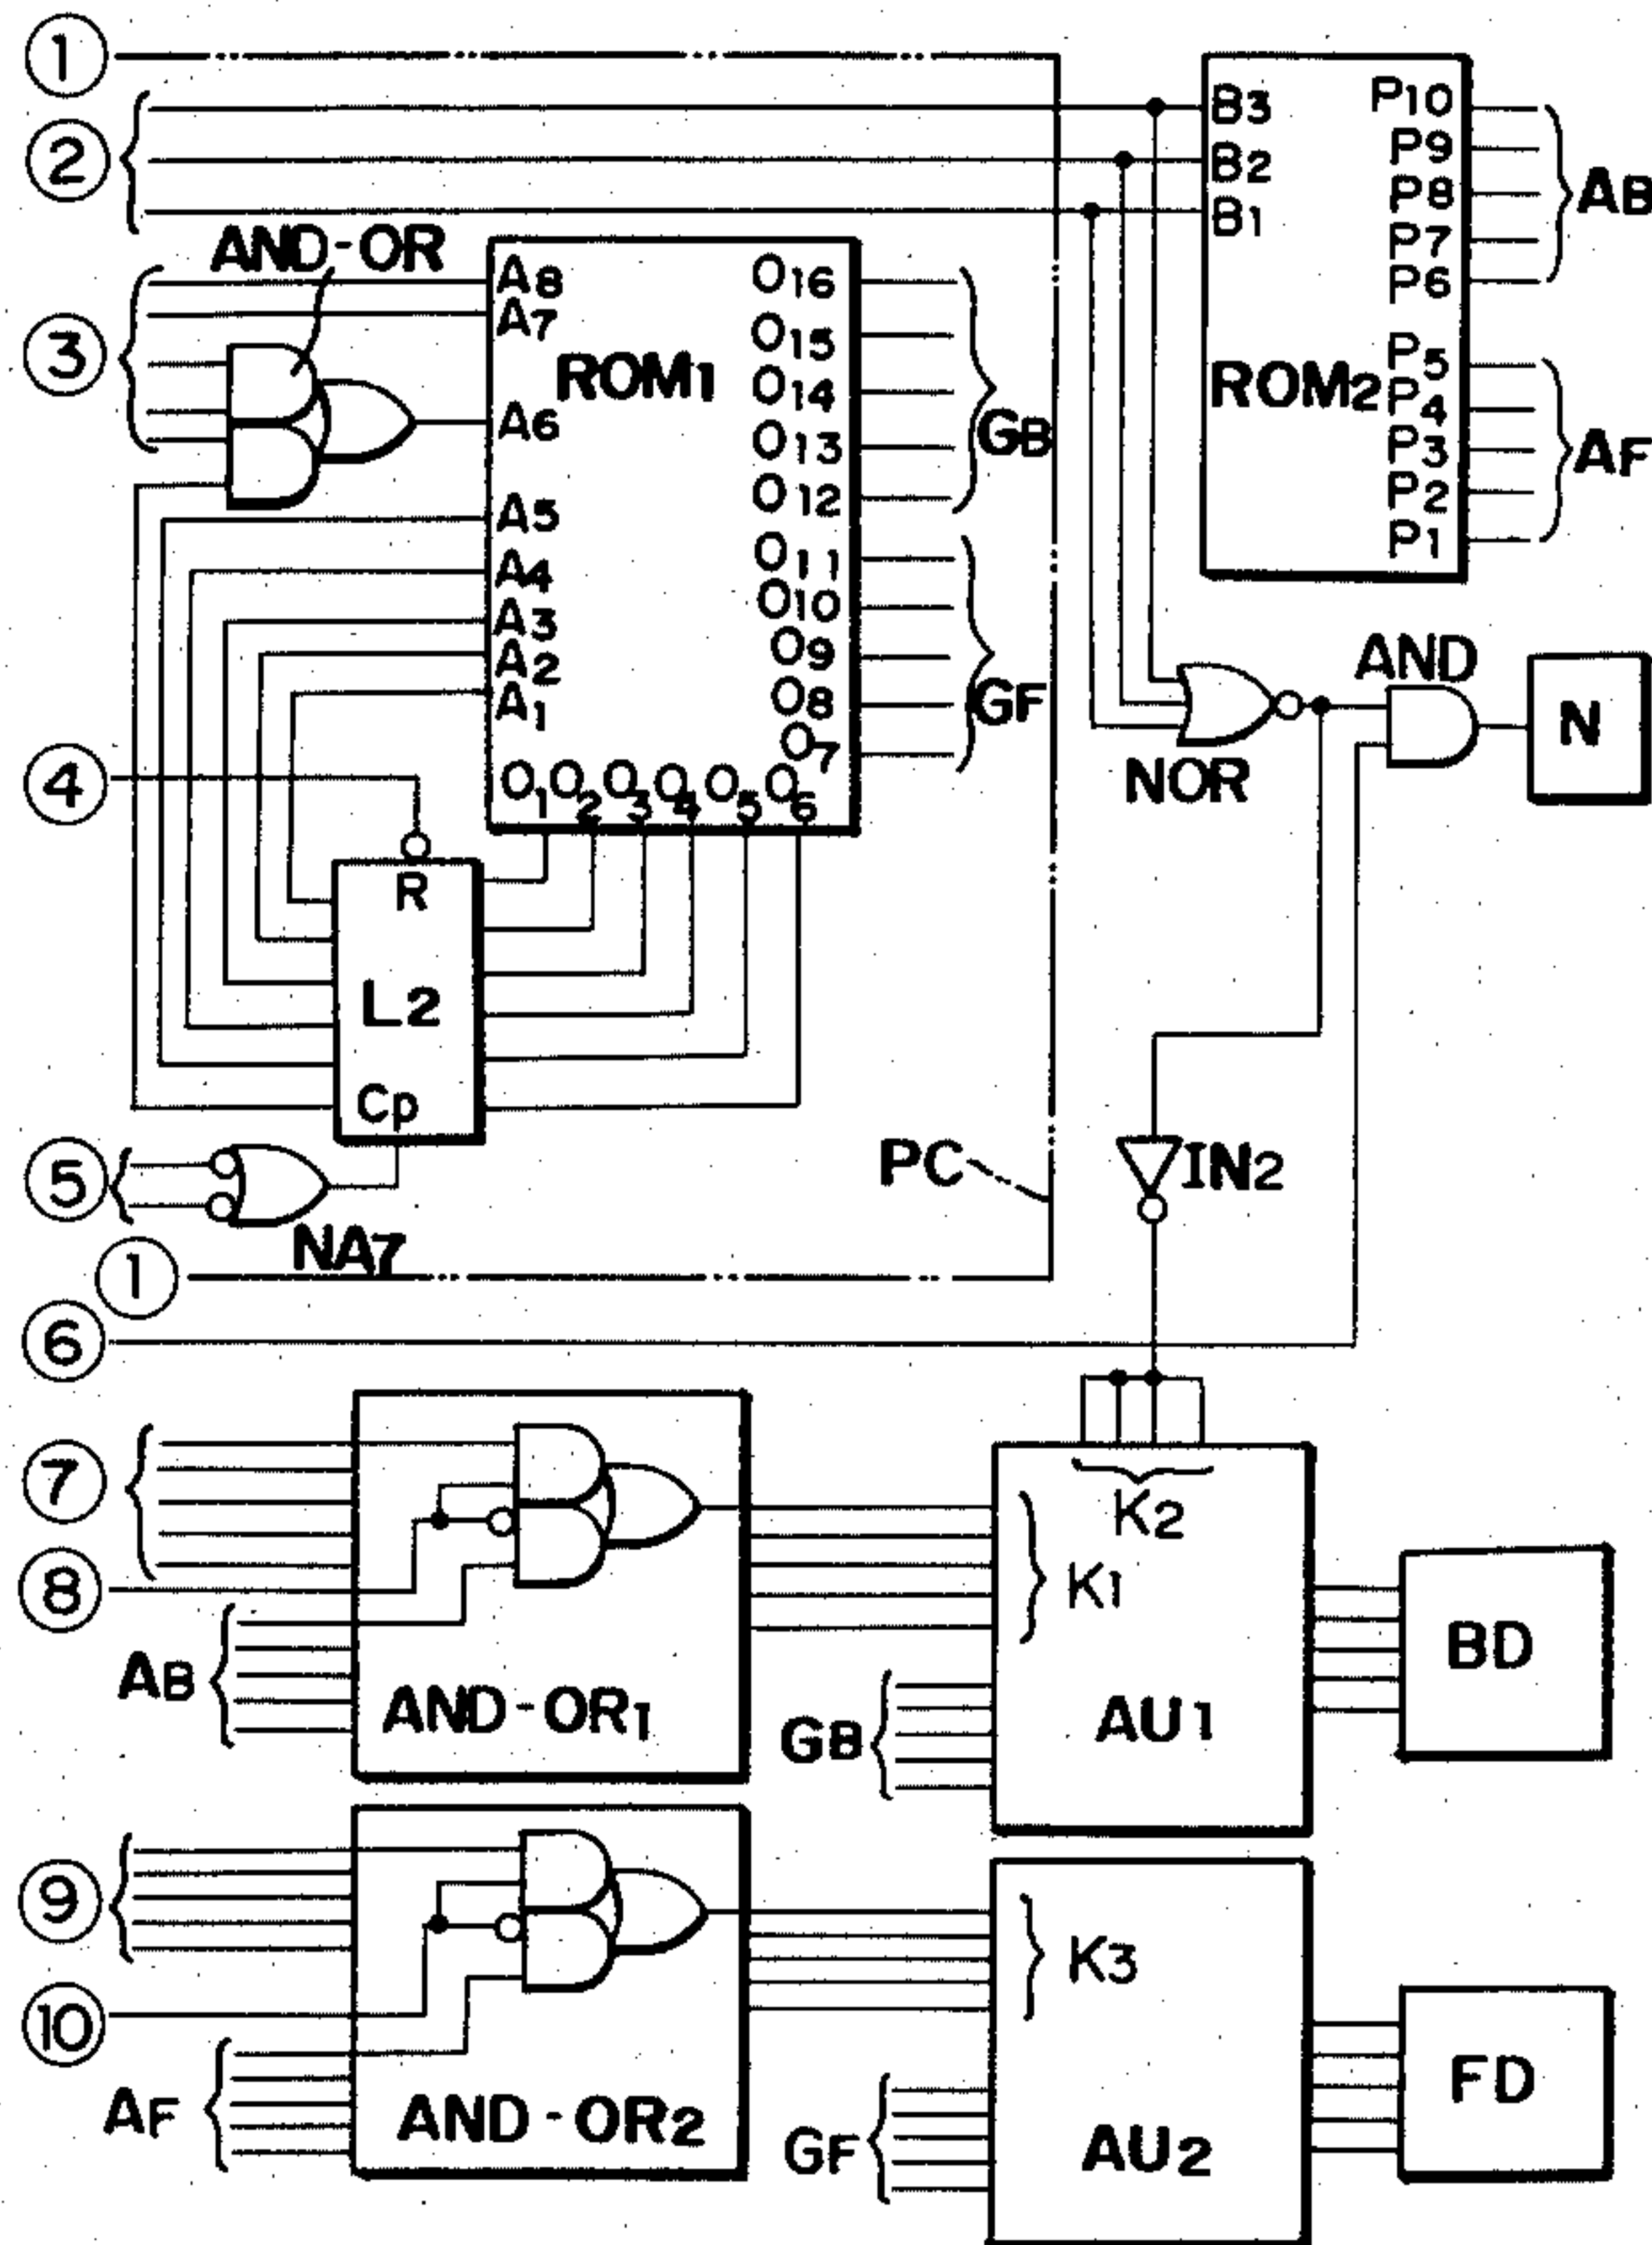 ①
②
③
④
⑤
①
⑥
⑦
⑧
AB
⑨
⑩
AF
AND-OR
A8
A7
A6
A5
A4
A3
A2
A1
ROM1
O16
O15
O14
O13
O12
O11
O10
O9
O8
O7
O1 O2 O3 O4 O5 O6
GB
GF
R
L2
Cp
NA7
PC
B3
B2
B1
ROM2
P10
P9
P8
P7
P6
P5
P4
P3
P2
P1
AB
AF
NOR
AND
N
IN2
AND-OR1
K2
K1
GB
AU1
BD
AND-OR2
K3
GF
AU2
FD